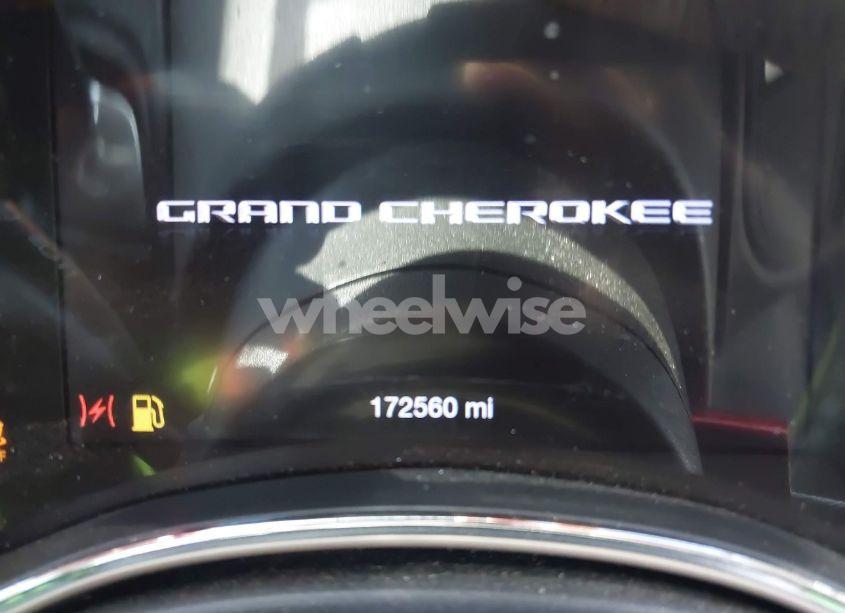 GRAND CHEROKEE
wheelwise
172560 mi